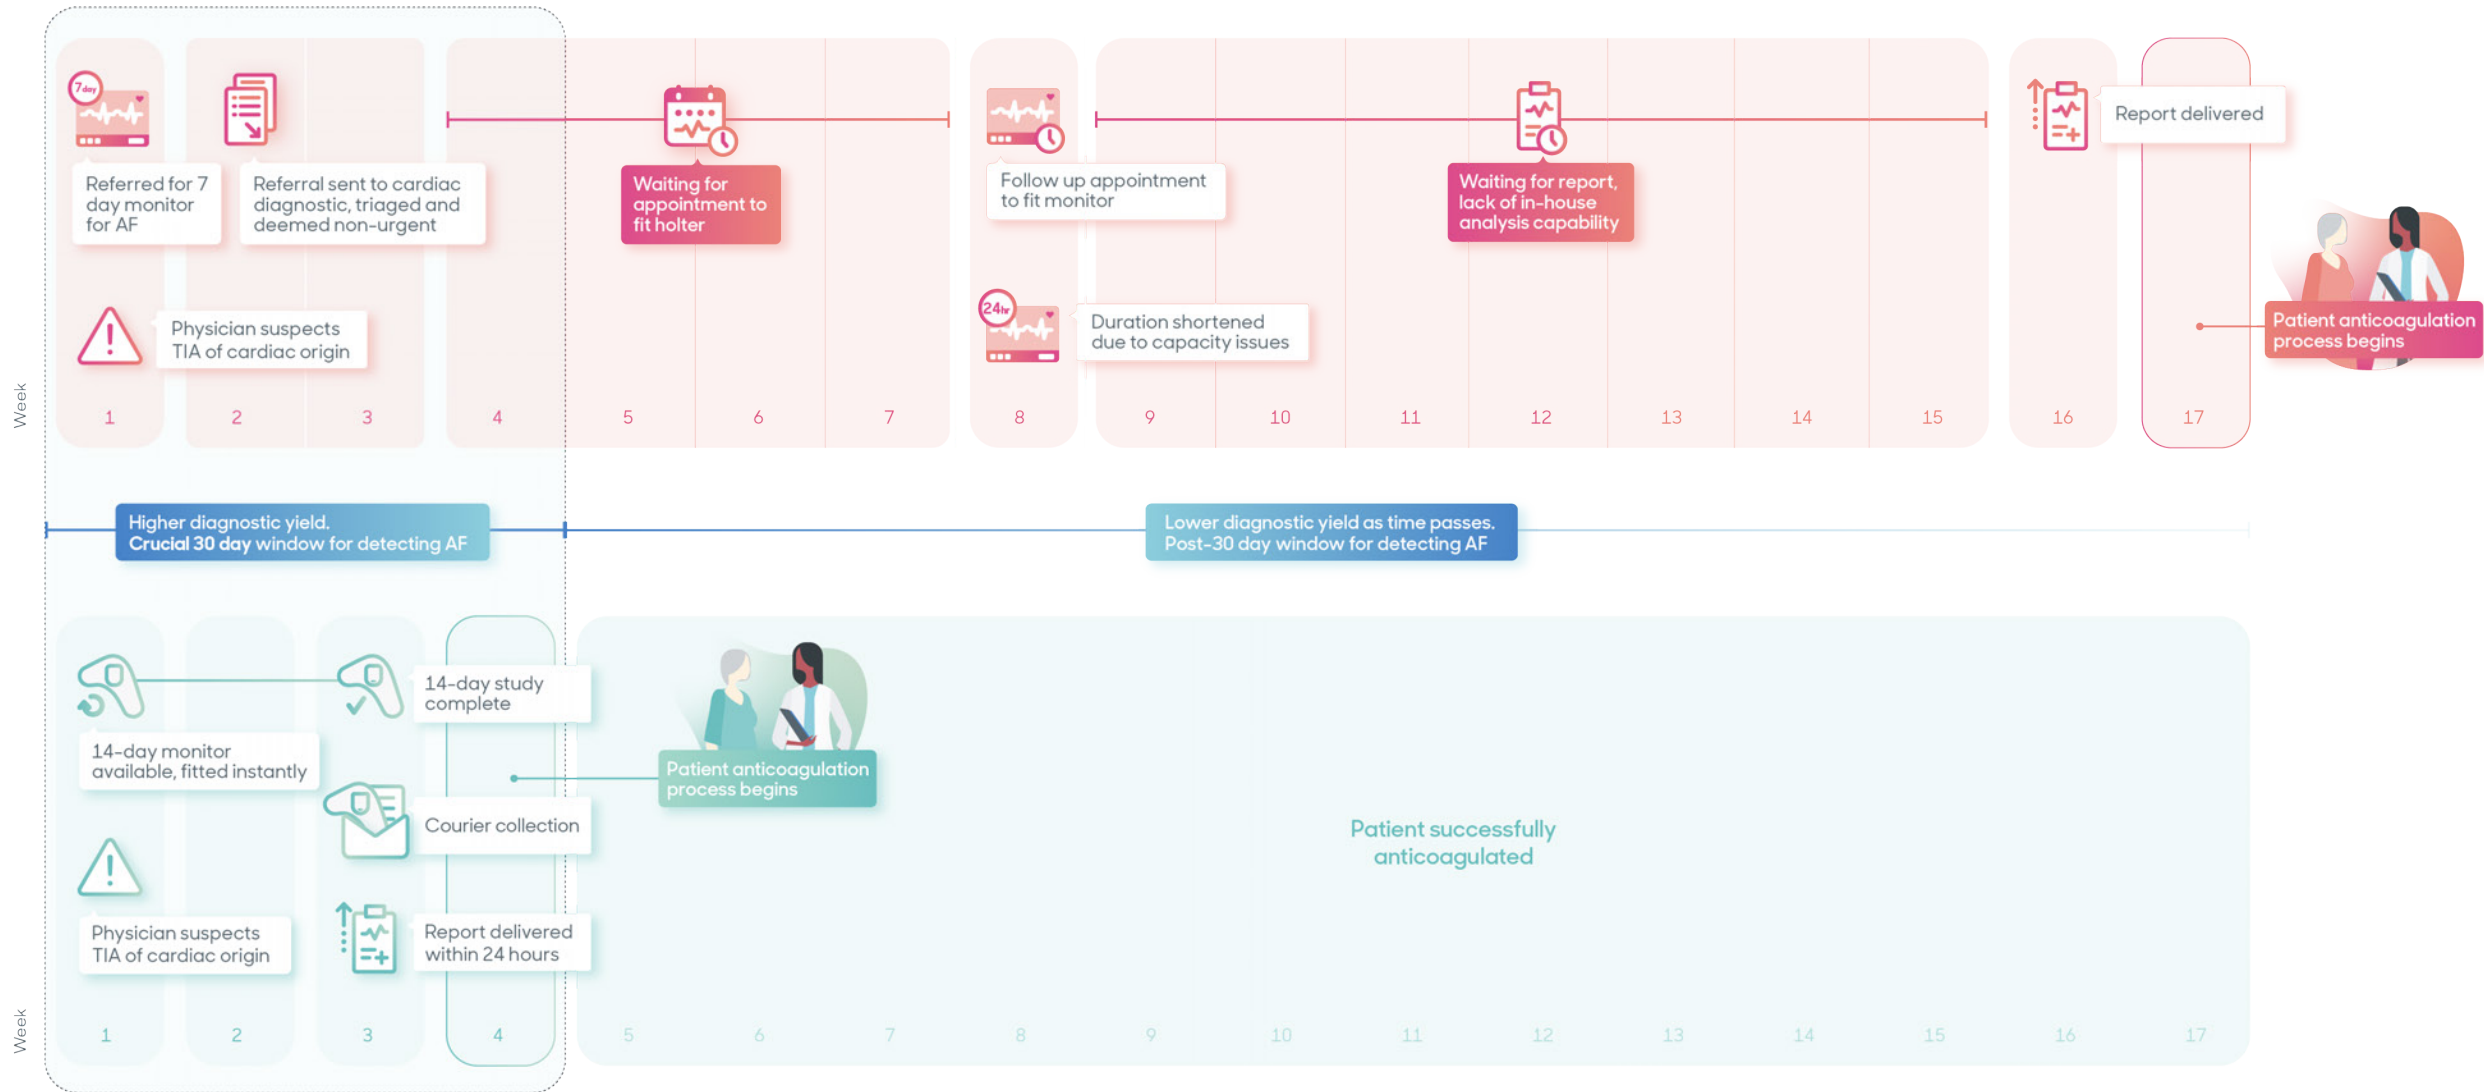 7day
Referred for 7
day monitor
for AF
Referral sent to cardiac
diagnostic, triaged and
deemed non-urgent
Waiting for
appointment to
fit holter
Follow up appointment
to fit monitor
Waiting for report,
lack of in-house
analysis capability
Report delivered
Physician suspects
TIA of cardiac origin
24hr
Duration shortened
due to capacity issues
Patient anticoagulation
process begins
Week
1 2 3 4 5 6 7 8 9 10 11 12 13 14 15 16 17
Higher diagnostic yield.
Crucial 30 day window for detecting AF
Lower diagnostic yield as time passes.
Post-30 day window for detecting AF
14-day monitor
available, fitted instantly
14-day study
complete
Patient anticoagulation
process begins
Courier collection
Physician suspects
TIA of cardiac origin
Report delivered
within 24 hours
Patient successfully
anticoagulated
Week
1 2 3 4 5 6 7 8 9 10 11 12 13 14 15 16 17